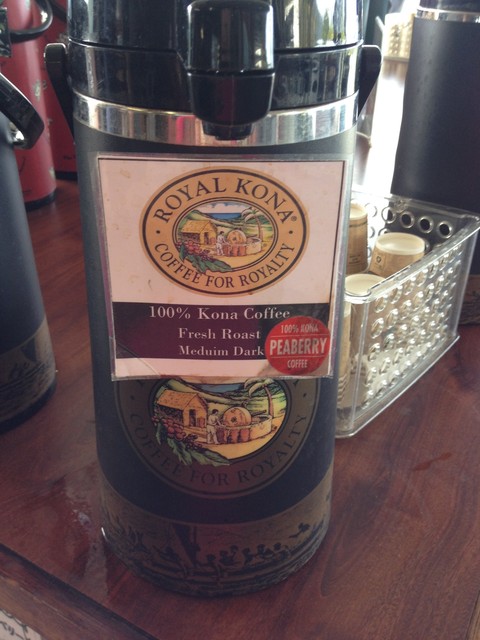 ROYAL KONA®
COFFEE FOR ROYALTY
100% Kona Coffee
Fresh Roast
Meduim Dark
100% KONA
PEABERRY
COFFEE
COFFEE FOR ROYALTY